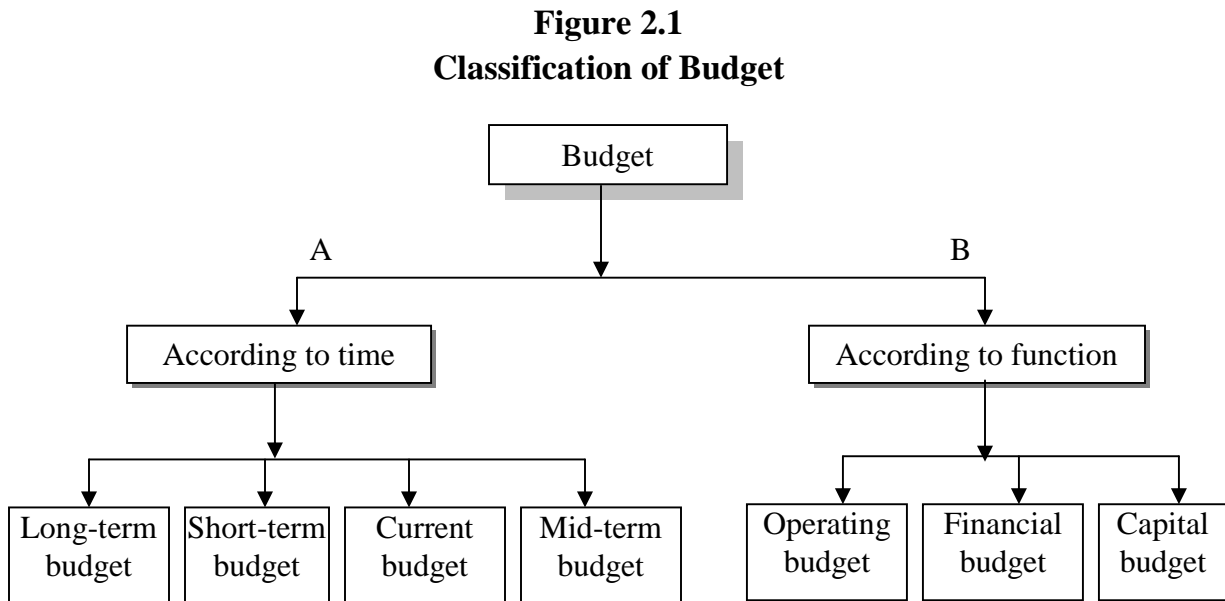 Figure 2.1
Classification of Budget
Budget
A
B
According to time
According to function
Long-term
budget
Short-term
budget
Current
budget
Mid-term
budget
Operating
budget
Financial
budget
Capital
budget